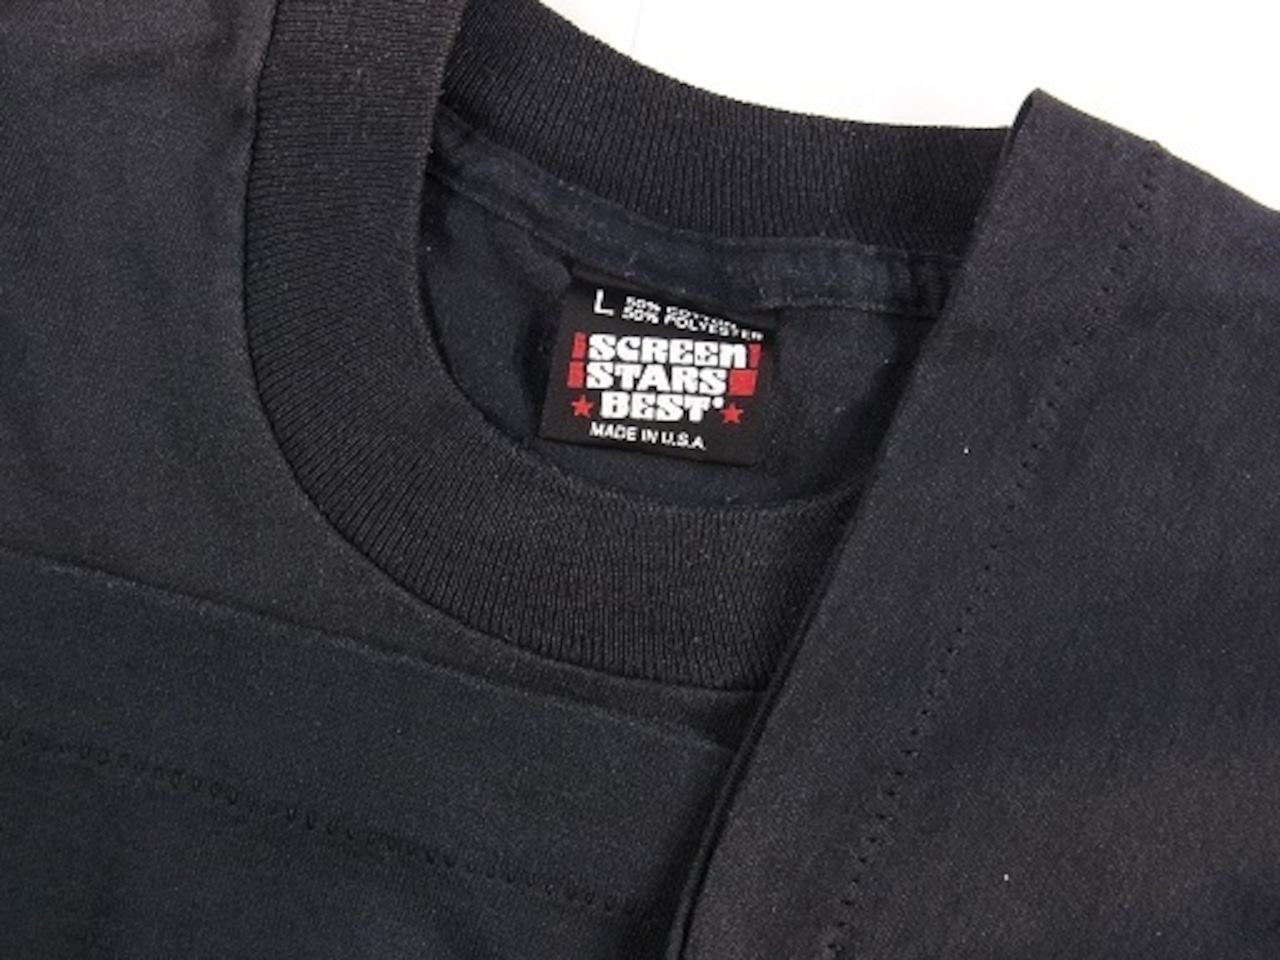 L 50% COTTON
50% POLYESTER
SCREEN
STARS
BEST®
MADE IN U.S.A.